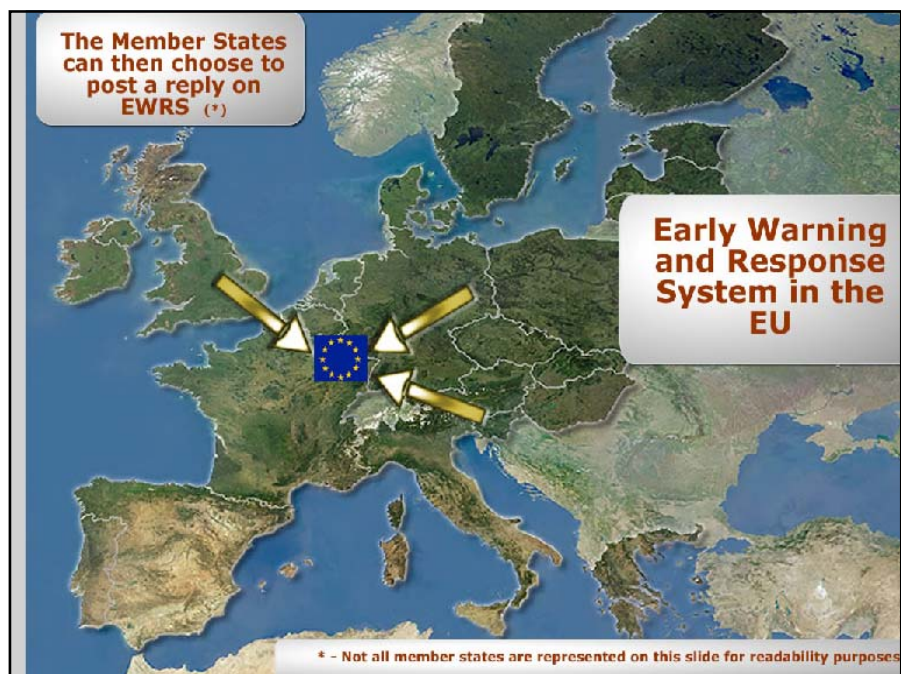 The Member States
can then choose to
post a reply on
EWRS (*)
Early Warning
and Response
System in the
EU
* - Not all member states are represented on this slide for readability purposes